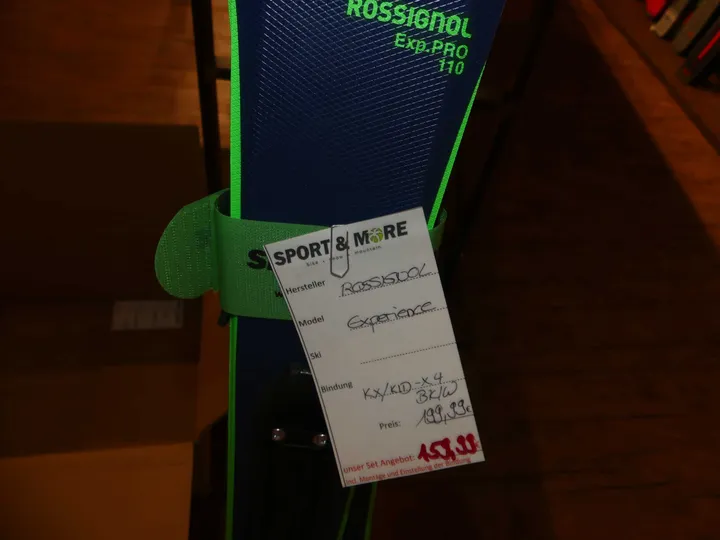 ROSSIGNOL
Exp.PRO
110
SPORT & MORE
Hersteller ROSSIGNOL
Model Experience
Ski
Bindung KX/KID-X4
BK/W
Preis: 199,99€
unser Set Angebot: 159,99€
incl. Montage und Einstellung der Bindung